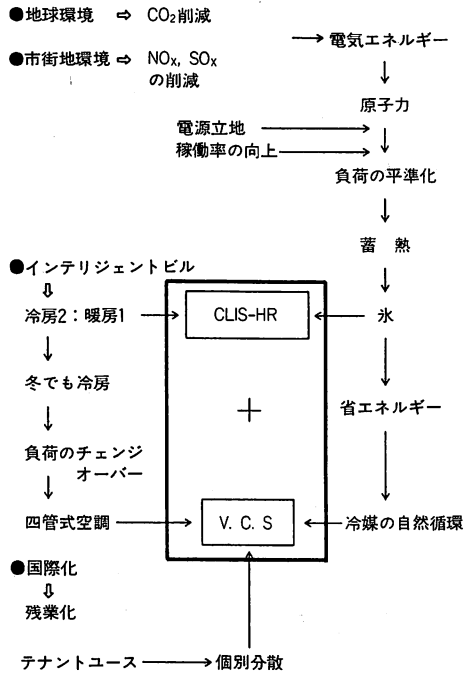 ●地球環境 ⇨ CO₂削減
●市街地環境 ⇨ NOx, SOx
の削減
→電気エネルギー
↓
原子力
電源立地 →
稼働率の向上 →
↓
負荷の平準化
↓
蓄 熱
↓
●インテリジェントビル
⇩
冷房2:暖房1 → CLIS-HR ← 氷
↓
冬でも冷房
+
省エネルギー
↓
負荷のチェンジ
オーバー
↓
四管式空調 → V. C. S ← 冷媒の自然循環
●国際化
⇩
残業化
テナントユース → 個別分散